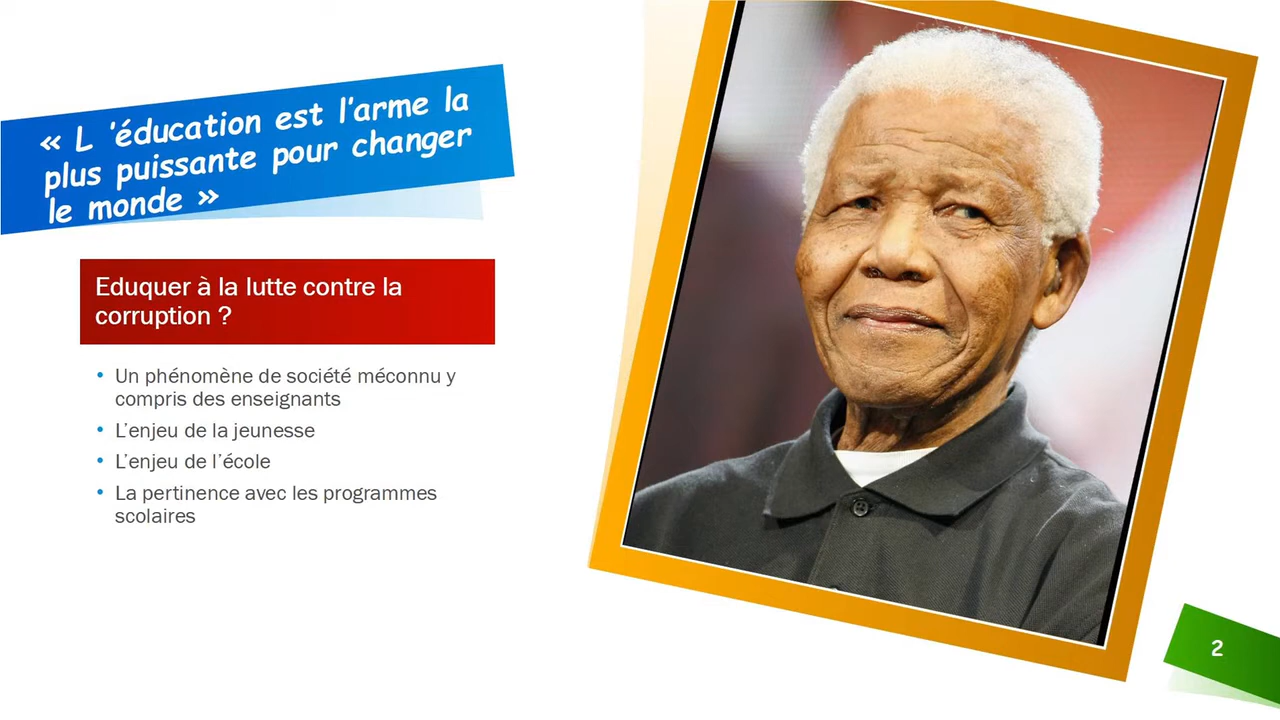 « L ’éducation est l’arme la
plus puissante pour changer
le monde »
Eduquer à la lutte contre la
corruption ?
• Un phénomène de société méconnu y
compris des enseignants
• L’enjeu de la jeunesse
• L’enjeu de l’école
• La pertinence avec les programmes
scolaires
2